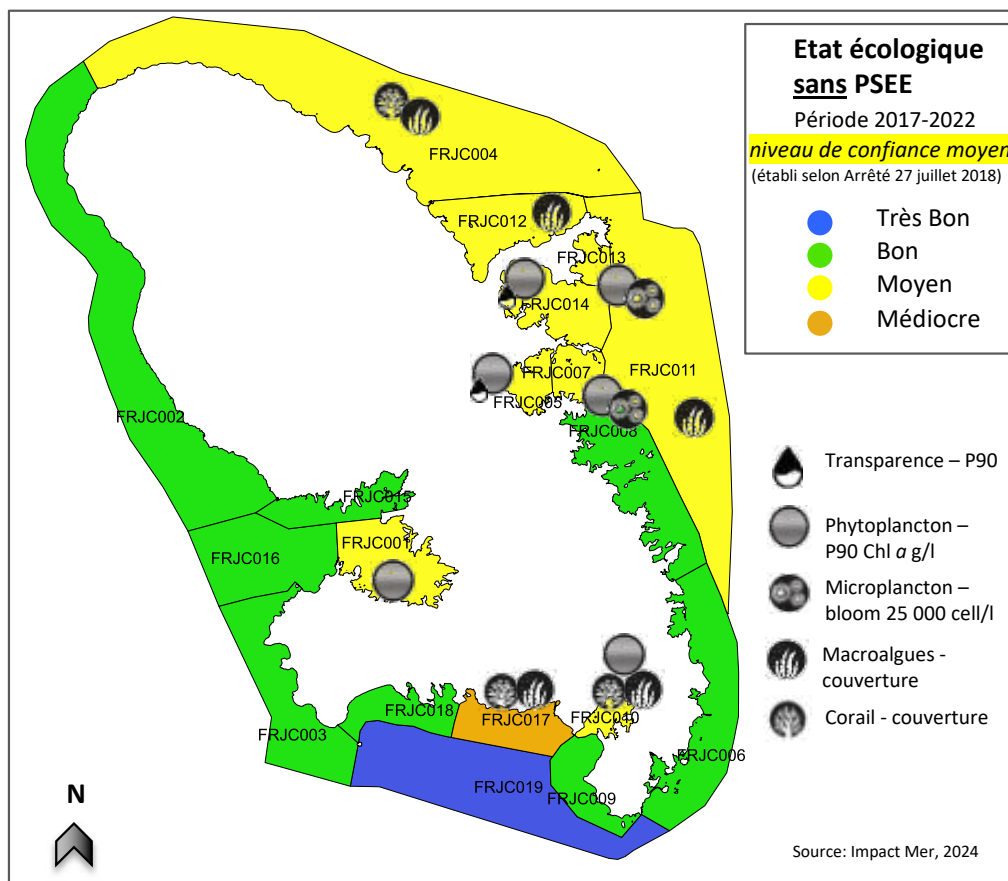 Etat écologique
sans PSEE
Période 2017-2022
niveau de confiance moyen
(établi selon Arrêté 27 juillet 2018)
Très Bon
Bon
Moyen
Médiocre
FRJC004
FRJC012
FRJC013
FRJC014
FRJC007
FRJC011
FRJC005
FRJC002
FRJC008
FRJC015
FRJC001
FRJC016
FRJC018
FRJC017
FRJC010
FRJC003
FRJC006
FRJC019
FRJC009
Transparence – P90
Phytoplancton –
P90 Chl a g/l
Microplancton –
bloom 25 000 cell/l
Macroalgues -
couverture
Corail - couverture
N
Source: Impact Mer, 2024